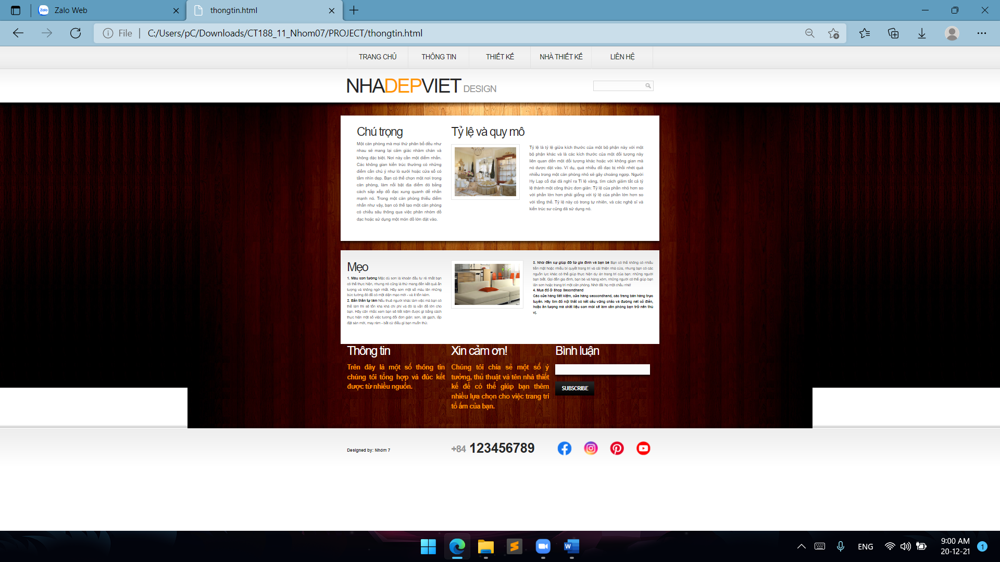 Zalo Web
thongtin.html
File
C:/Users/pC/Downloads/CT188_11_Nhom07/PROJECT/thongtin.html
TRANG CHỦ THÔNG TIN THIẾT KẾ NHÀ THIẾT KẾ LIÊN HỆ
NHADEPVIET DESIGN
Chú trọng
Một căn phòng mà mọi thứ phân bổ đều như
nhau sẽ mang lại cảm giác nhàm chán và
không đặc biệt. Nơi này cần một điểm nhấn.
Các không gian kiến trúc thường có những
điểm cần chú ý như lò sưởi hoặc cửa sổ có
tầm nhìn đẹp. Bạn có thể chọn một nơi trong
căn phòng, làm nổi bật địa điểm đó bằng
cách sắp xếp đồ đạc xung quanh để nhấn
mạnh nó. Trong một căn phòng thiếu điểm
nhấn như vậy, bạn có thể tạo một căn phòng
có chiều sâu thông qua việc phân nhóm đồ
đạc hoặc sử dụng một món đồ lớn đặt vào.
Tỷ lệ và quy mô
Tỷ lệ là tỷ lệ giữa kích thước của một bộ phận này với một
bộ phận khác và là các kích thước của một đối tượng này
liên quan đến một đối tượng khác hoặc với không gian mà
nó được đặt vào. Ví dụ, quá nhiều đồ đạc bị nhồi nhét quá
nhiều trong một căn phòng nhỏ sẽ gây choáng ngợp. Người
Hy Lạp cổ đại đã nghĩ ra Tỉ lệ vàng, tìm cách giảm tất cả tỷ
lệ thành một công thức đơn giản: Tỷ lệ của phần nhỏ hơn so
với phần lớn hơn phải giống với tỷ lệ của phần lớn hơn so
với tổng thể. Tỷ lệ này có trong tự nhiên, và các nghệ sĩ và
kiến trúc sư cũng đã sử dụng nó.
Mẹo
1. Màu sơn tường Mặc dù sơn là khoản đầu tư rẻ nhất bạn
có thể thực hiện, nhưng nó cũng là thứ mang đến kết quả ấn
tượng và không ngờ nhất. Hãy sơn một số màu lên những
bức tường đó để có một diện mạo mới - và ít tốn kém.
2. Bản thân tự làm Nếu thuê người khác làm việc mà bạn có
thể làm thì sẽ tốn kha khá chi phí và đó là vấn đề lớn cho
bạn. Hãy cân nhắc xem bạn sẽ tiết kiệm được gì bằng cách
thực hiện một số việc tương đối đơn giản: sơn, lát gạch, lắp
đặt sàn mới, may rèm - bất cứ điều gì bạn muốn thử.
3. Nhờ đến sự giúp đỡ từ gia đình và bạn bè Bạn có thể không có nhiều
tiền mặt hoặc nhiều bí quyết trang trí và cải thiện nhà cửa, nhưng bạn có các
nguồn lực khác có thể giúp thực hiện dự án trang trí của bạn: những người
bạn biết. Gọi đến gia đình, bạn bè và hàng xóm, những người có thể giúp bạn
lăn sơn hoặc trang trí một căn phòng. Nhớ đãi họ một chầu nhé!
4. Mua đồ ở Shop Secondhand
Các cửa hàng tiết kiệm, cửa hàng secondhand, các trang bán hàng trực
tuyến. Hãy tìm đồ nội thất có kết cấu vững chắc và đường nét cổ điển,
hoặc ấn tượng mà chất liệu sơn mới sẽ làm căn phòng bạn trở nên thú
vị.
Thông tin
Trên đây là một số thông tin
chúng tôi tổng hợp và đúc kết
được từ nhiều nguồn.
Xin cảm ơn!
Chúng tôi chia sẻ một số ý
tưởng, thủ thuật và tên nhà thiết
kế để có thể giúp bạn thêm
nhiều lựa chọn cho việc trang trí
tổ ấm của bạn.
Bình luận
SUBSCRIBE
Designed by: Nhóm 7
+84 123456789
ENG
9:00 AM
20-12-21
1